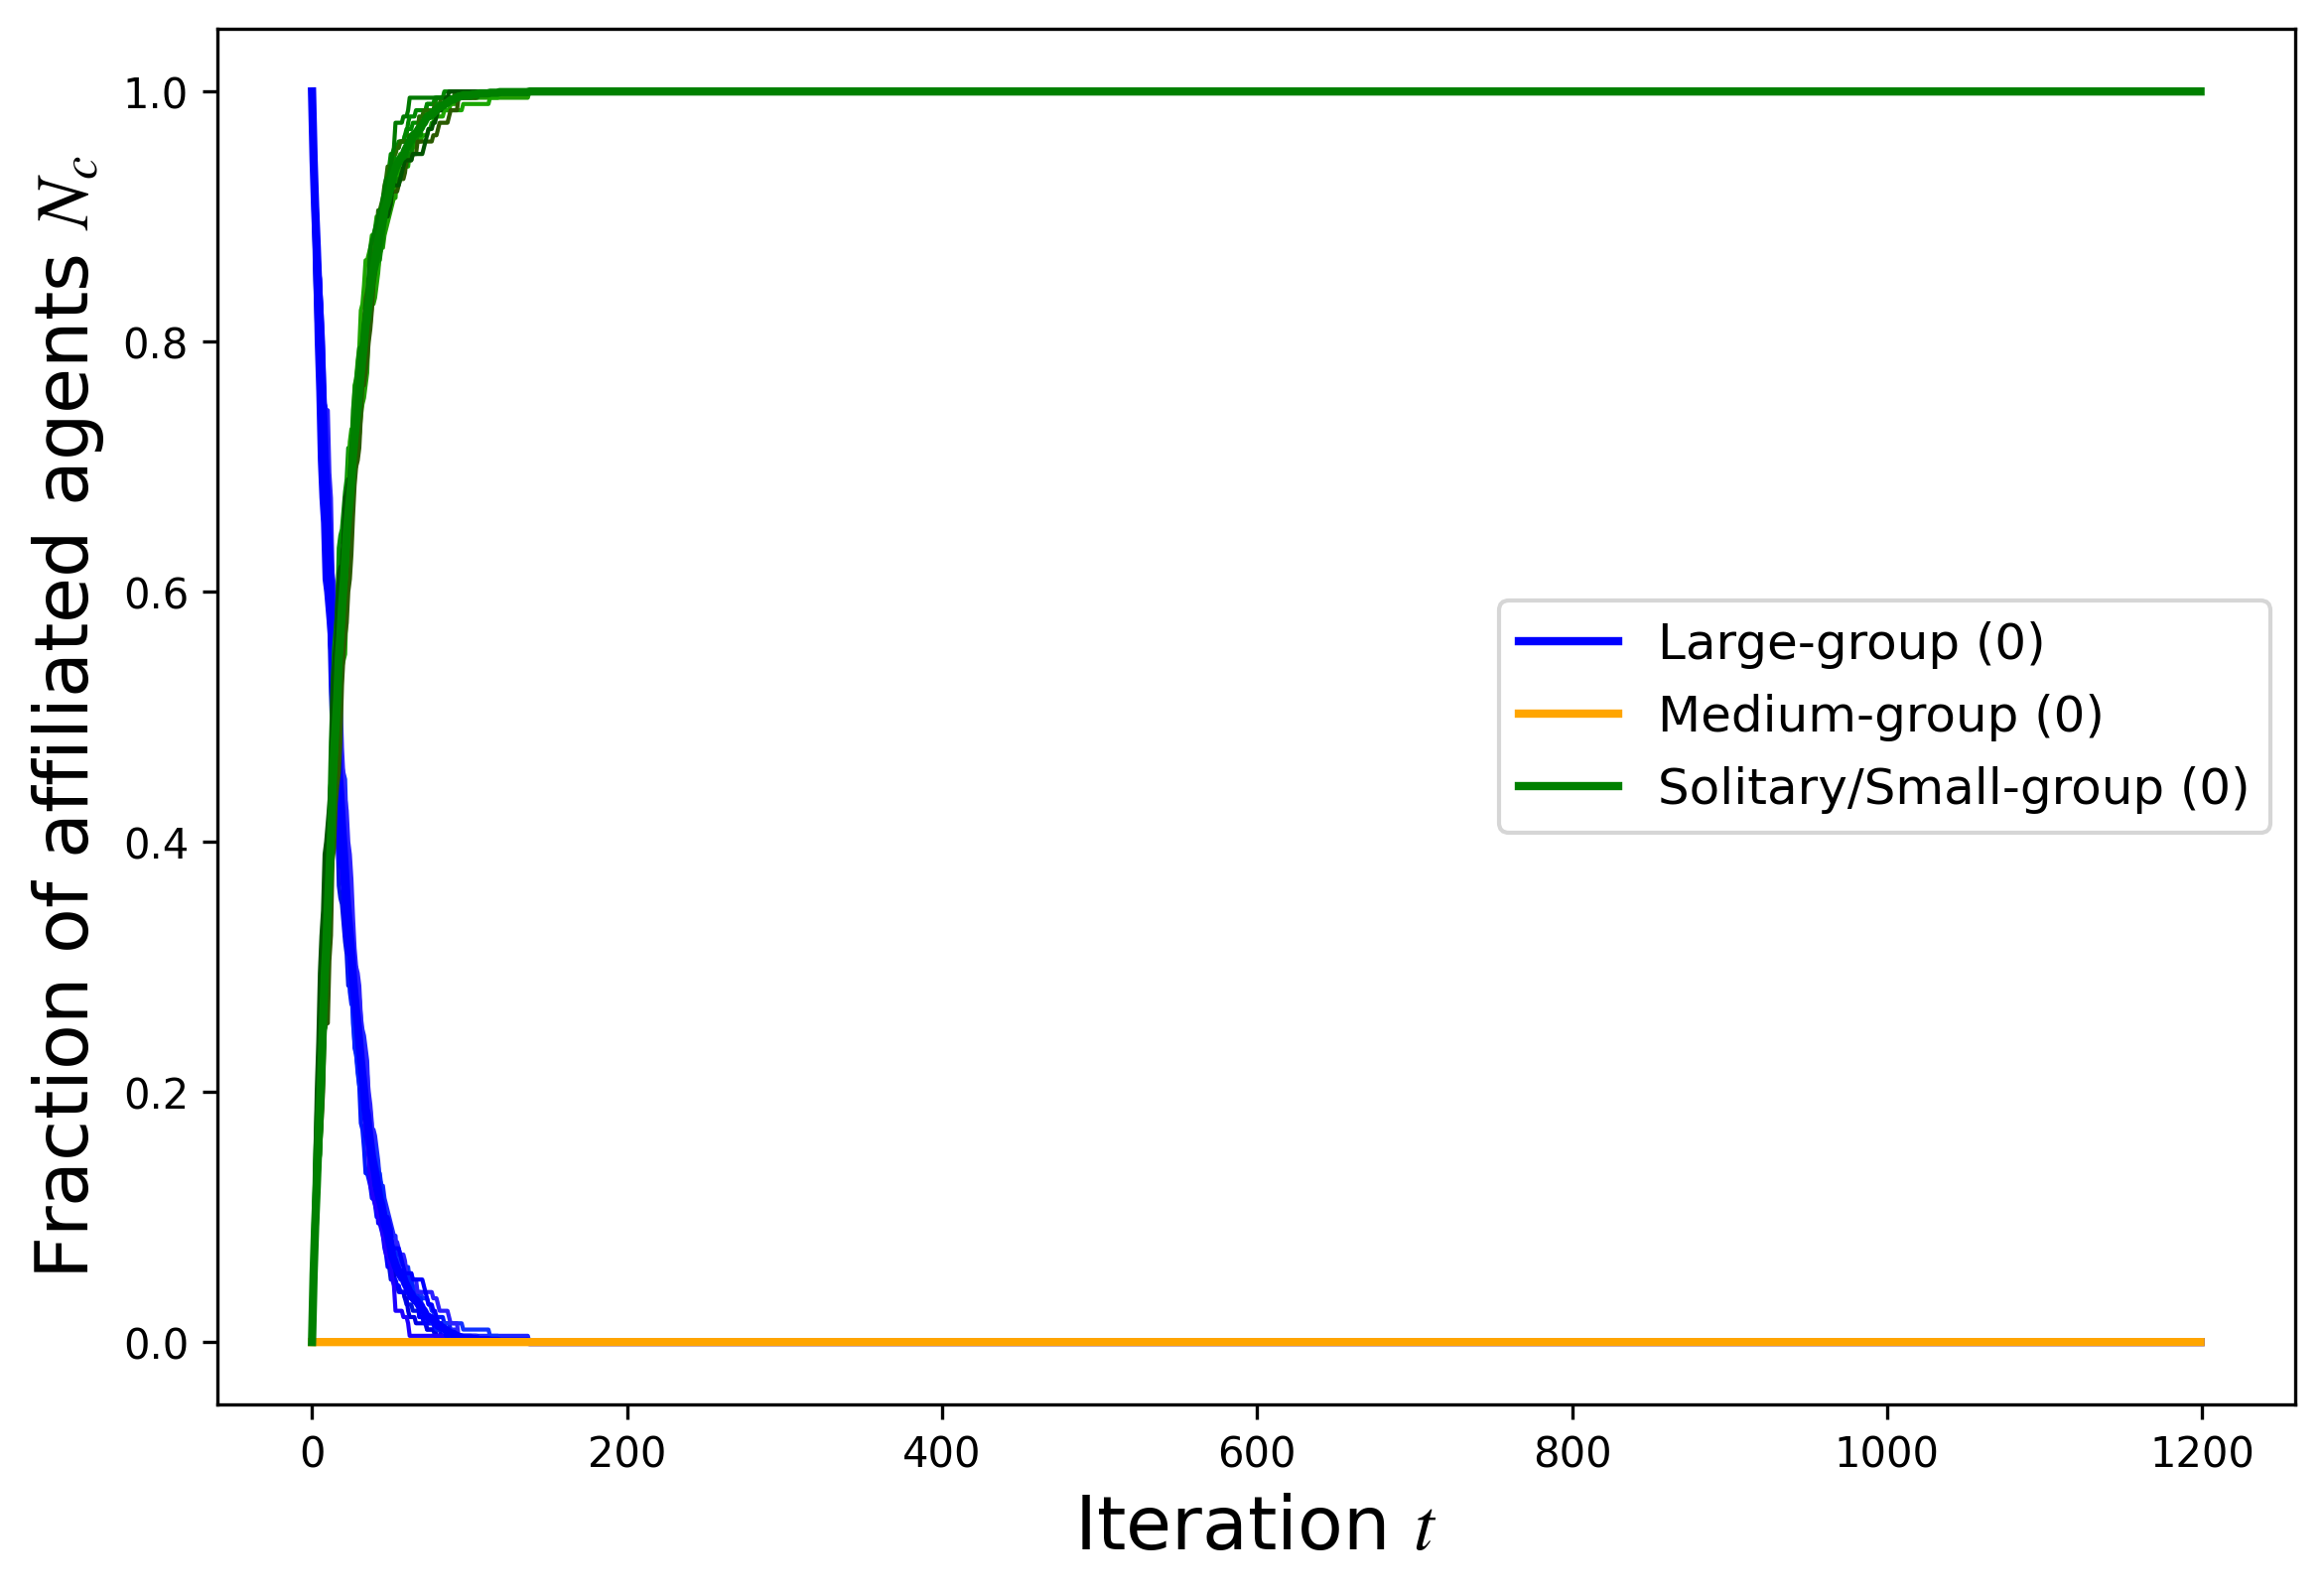 Fraction of affiliated agents N_c
1.0
0.8
0.6
0.4
0.2
0.0
Large-group (0)
Medium-group (0)
Solitary/Small-group (0)
0 200 400 600 800 1000 1200
Iteration t